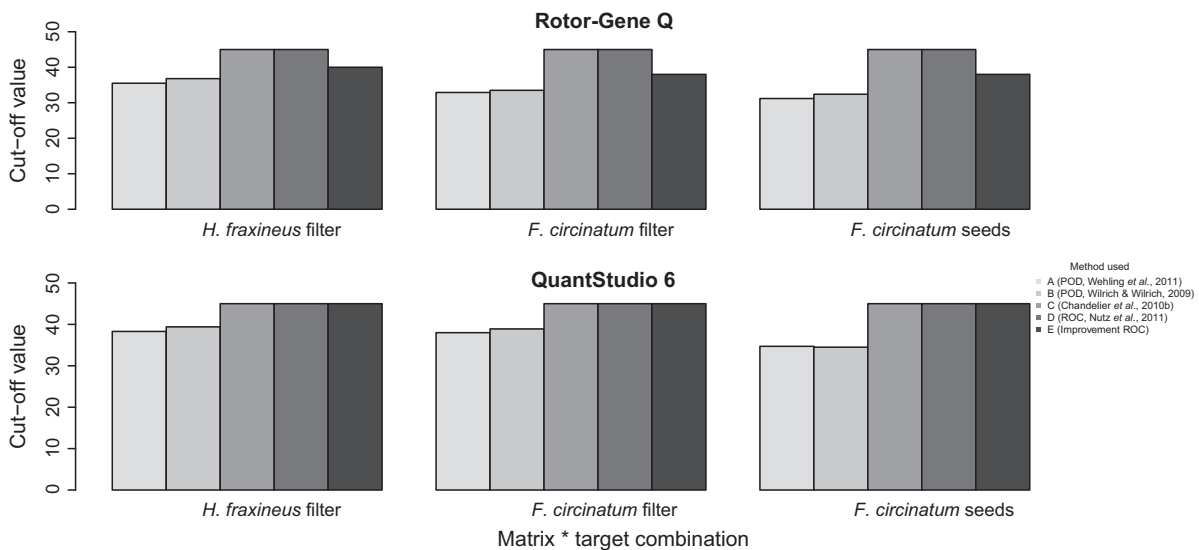 Rotor-Gene Q
Cut−off value
50
40
30
20
10
0
H. fraxineus filter
F. circinatum filter
F. circinatum seeds
QuantStudio 6
Cut−off value
50
40
30
20
10
0
H. fraxineus filter
F. circinatum filter
F. circinatum seeds
Matrix * target combination
Method used
A (POD, Wehling et al., 2011)
B (POD, Wilrich & Wilrich, 2009)
C (Chandelier et al., 2010b)
D (ROC, Nutz et al., 2011)
E (Improvement ROC)